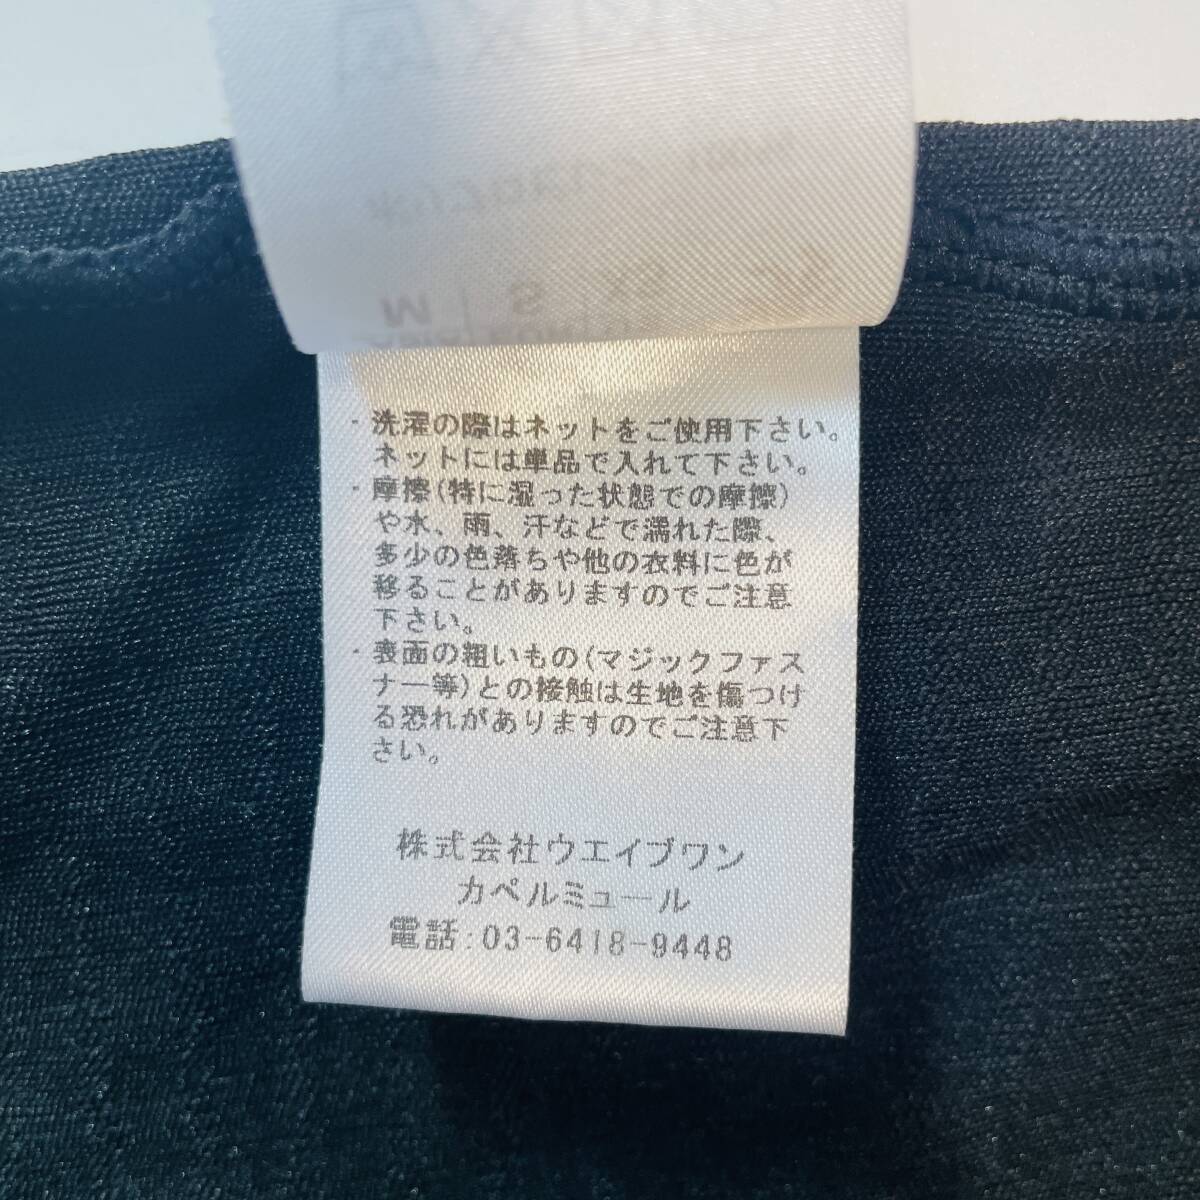 ・洗濯の際はネットをご使用下さい。
ネットには単品で入れて下さい。
・摩擦(特に湿った状態での摩擦)
や水、雨、汗などで濡れた際、
多少の色落ちや他の衣料に色が
移ることがありますのでご注意
下さい。
・表面の粗いもの(マジックファス
ナー等)との接触は生地を傷つけ
る恐れがありますのでご注意下
さい。
株式会社ウエイブワン
カペルミュール
電話:03-6418-9448